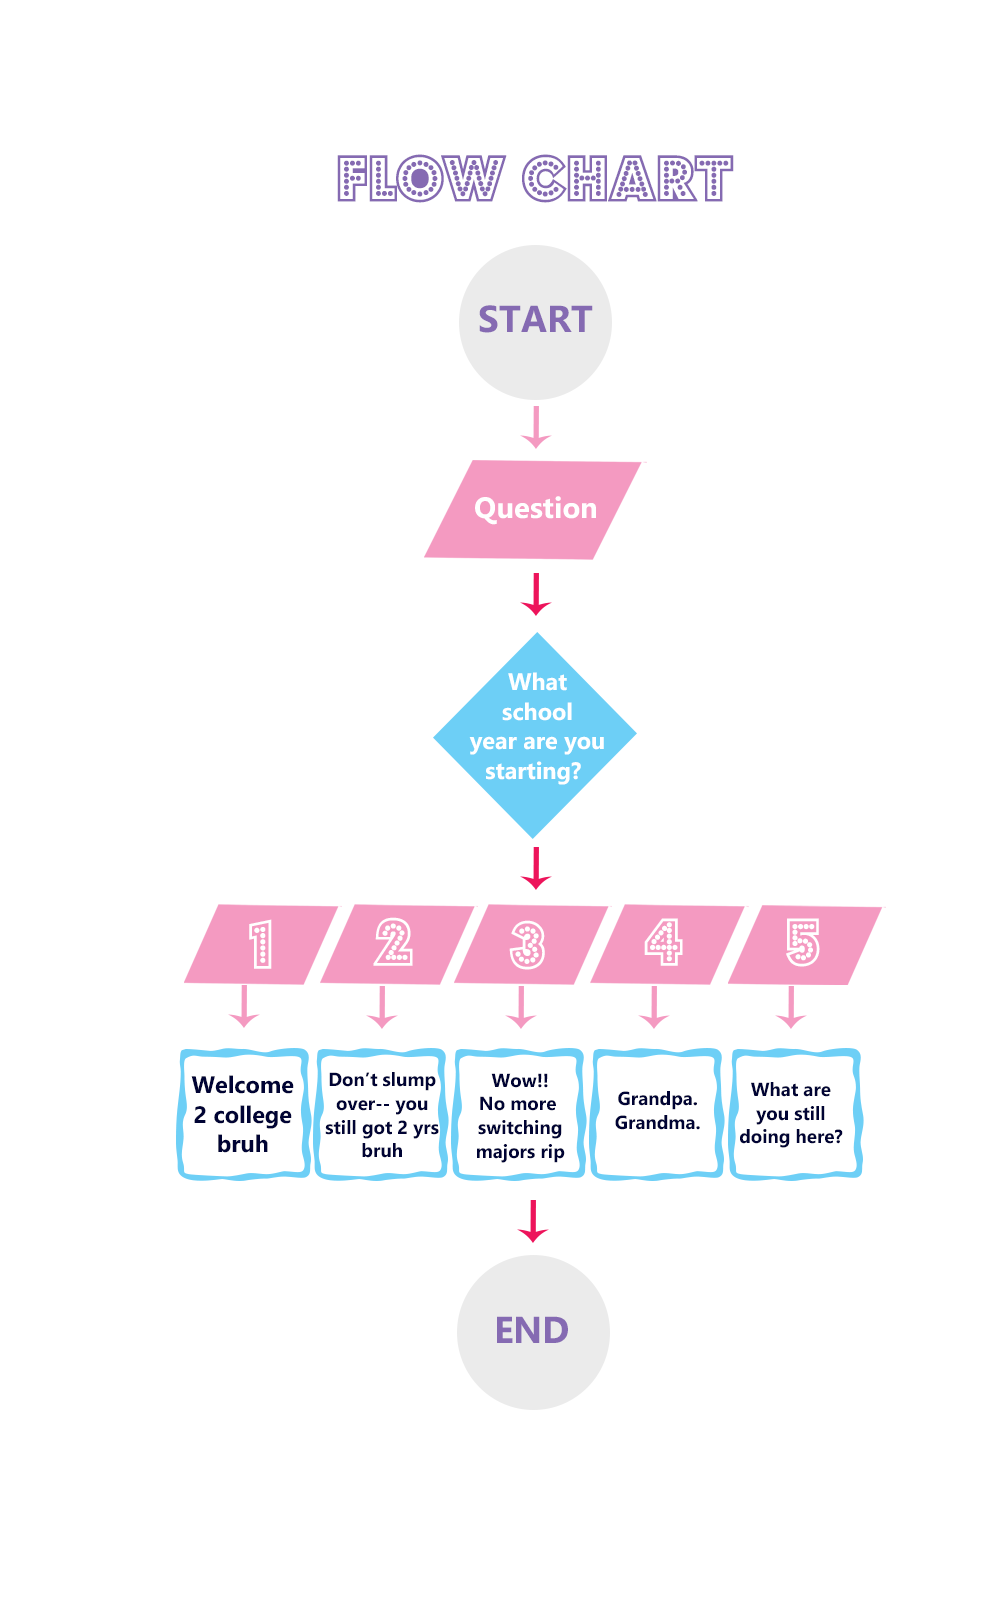 FLOW CHART
START
Question
What
school
year are you
starting?
1 2 3 4 5
Welcome
2 college
bruh
Don’t slump
over-- you
still got 2 yrs
bruh
Wow!!
No more
switching
majors rip
Grandpa.
Grandma.
What are
you still
doing here?
END